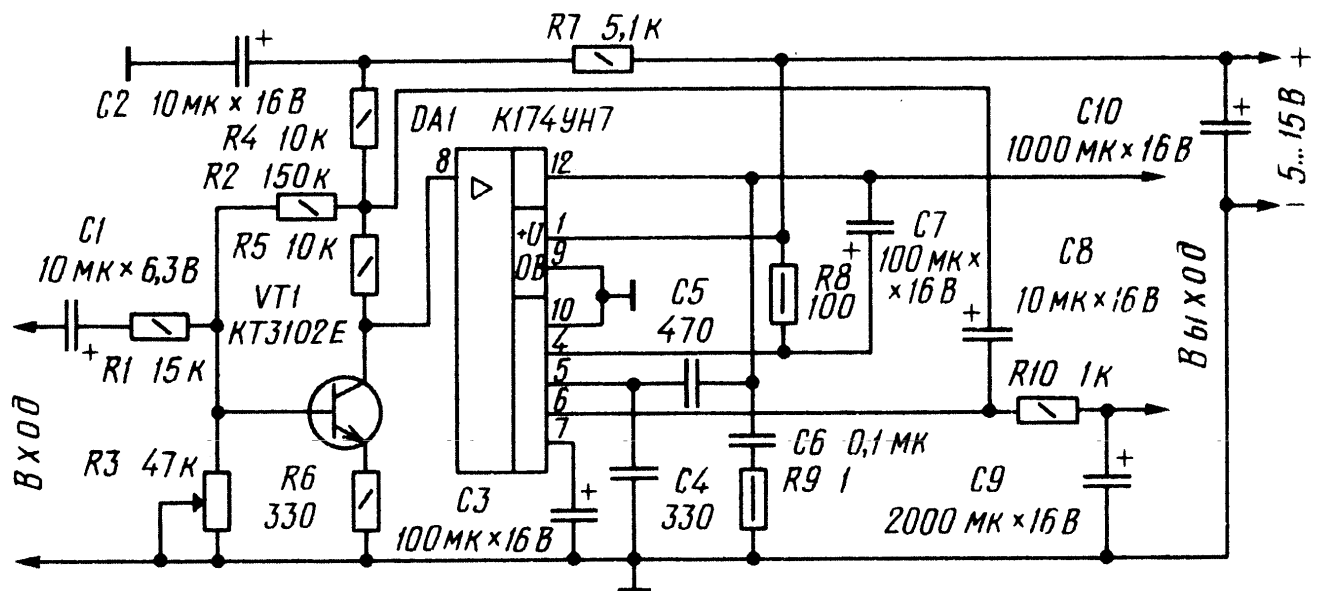 R7 5,1к
+
+
C2 10мк×16В
R4 10к
DA1 К174УН7
C10
1000мк×16В
+
5...15В
−
R2 150к
8
12
C1
10мк×6,3В
R5 10к
+U
1
0В
9
C7
100мк×
×16В
+
C8
10мк×16В
+
VT1
КТ3102Е
10
C5
470
R8
100
Выход
+
R1 15к
4
5
6
7
R10 1к
Вход
R3 47к
R6
330
C3
100мк×16В
+
C4
330
C6 0,1мк
R9 1
C9
2000мк×16В
+